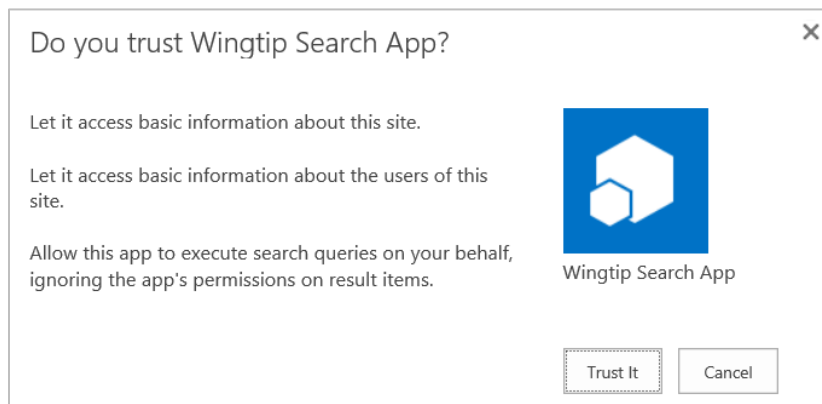 Do you trust Wingtip Search App?
Let it access basic information about this site.
Let it access basic information about the users of this
site.
Allow this app to execute search queries on your behalf,
ignoring the app's permissions on result items.
Wingtip Search App
Trust It
Cancel